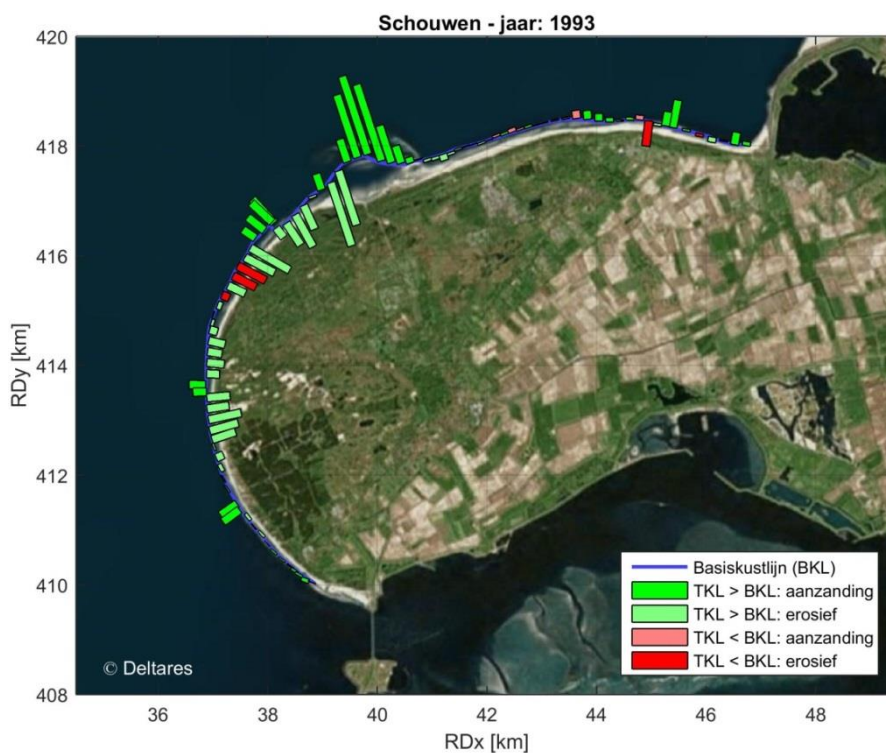 Schouwen - jaar: 1993
420
418
416
414
412
410
408
RDy [km]
Basiskustlijn (BKL)
TKL > BKL: aanzanding
TKL > BKL: erosief
TKL < BKL: aanzanding
TKL < BKL: erosief
© Deltares
36 38 40 42 44 46 48
RDx [km]